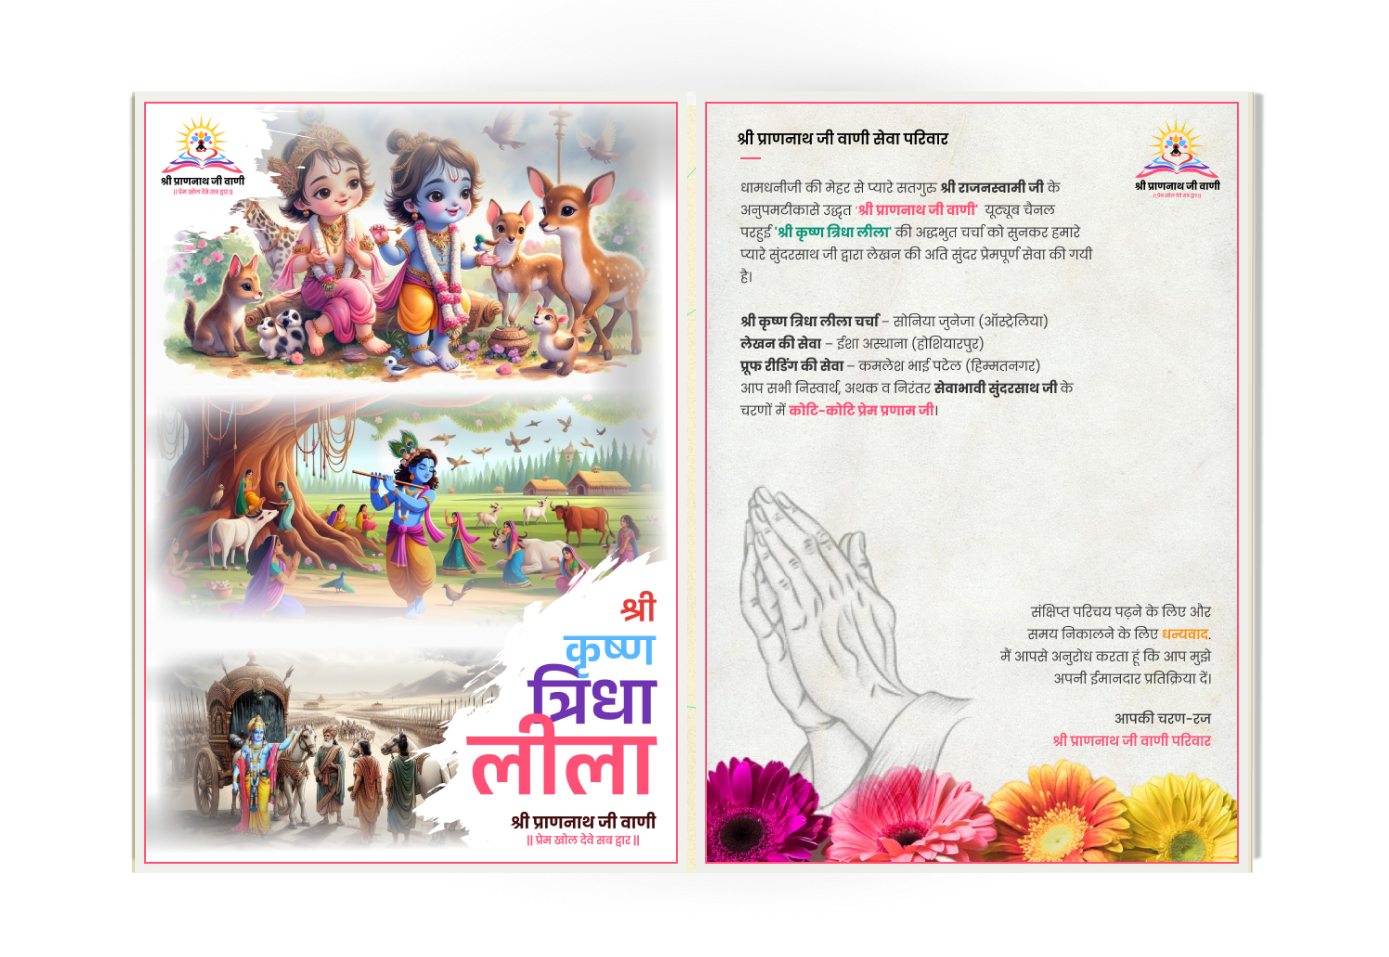 श्री प्राणनाथ जी वाणी
|| प्रेम खोल देवे सब द्वार ||
श्री
कृष्ण
त्रिधा
लीला
श्री प्राणनाथ जी वाणी
|| प्रेम खोल देवे सब द्वार ||
श्री प्राणनाथ जी वाणी सेवा परिवार
श्री प्राणनाथ जी वाणी
|| प्रेम खोल देवे सब द्वार ||
धामधनीजी की मेहर से प्यारे सतगुरु श्री राजनस्वामी जी के
अनुपमटीकासे उद्धृत 'श्री प्राणनाथ जी वाणी' यूट्यूब चैनल
परहुई 'श्री कृष्ण त्रिधा लीला' की अद्भभुत चर्चा को सुनकर हमारे
प्यारे सुंदरसाथ जी द्वारा लेखन की अति सुंदर प्रेमपूर्ण सेवा की गयी
है।
श्री कृष्ण त्रिधा लीला चर्चा – सोनिया जुनेजा (ऑस्ट्रेलिया)
लेखन की सेवा – ईशा अस्थाना (होशियारपुर)
प्रूफ रीडिंग की सेवा – कमलेश भाई पटेल (हिम्मतनगर)
आप सभी निस्वार्थ, अथक व निरंतर सेवाभावी सुंदरसाथ जी के
चरणों में कोटि-कोटि प्रेम प्रणाम जी।
संक्षिप्त परिचय पढ़ने के लिए और
समय निकालने के लिए धन्यवाद.
मैं आपसे अनुरोध करता हूं कि आप मुझे
अपनी ईमानदार प्रतिक्रिया दें।
आपकी चरण-रज
श्री प्राणनाथ जी वाणी परिवार